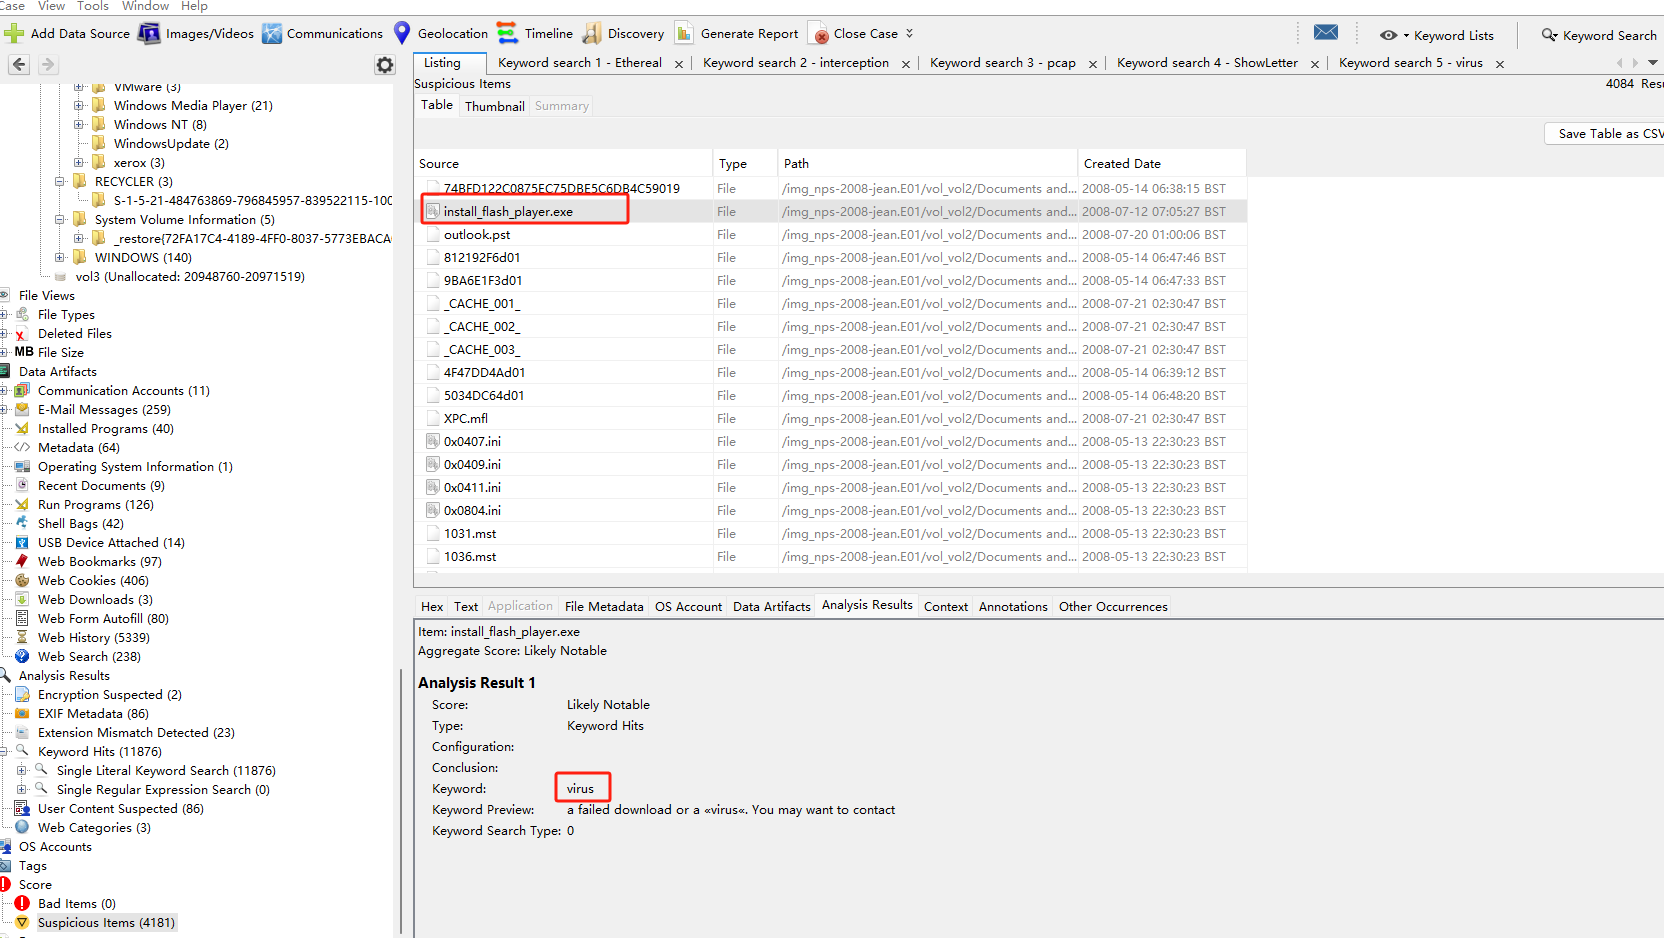 Case View Tools Window Help
Add Data Source Images/Videos Communications Geolocation Timeline Discovery Generate Report Close Case Keyword Lists Keyword Search
Listing Keyword search 1 - Ethereal Keyword search 2 - interception Keyword search 3 - pcap Keyword search 4 - ShowLetter Keyword search 5 - virus
Suspicious Items
4084 Resu
Table Thumbnail Summary
Save Table as CSV
VMware (3)
Windows Media Player (21)
Windows NT (8)
WindowsUpdate (2)
xerox (3)
RECYCLER (3)
S-1-5-21-484763869-796845957-839522115-100
System Volume Information (5)
_restore{72FA17C4-4189-4FF0-8037-5773EBACA
WINDOWS (140)
vol3 (Unallocated: 20948760-20971519)
File Views
File Types
Deleted Files
MB File Size
Data Artifacts
Communication Accounts (11)
E-Mail Messages (259)
Installed Programs (40)
Metadata (64)
Operating System Information (1)
Recent Documents (9)
Run Programs (126)
Shell Bags (42)
USB Device Attached (14)
Web Bookmarks (97)
Web Cookies (406)
Web Downloads (3)
Web Form Autofill (80)
Web History (5339)
Web Search (238)
Analysis Results
Encryption Suspected (2)
EXIF Metadata (86)
Extension Mismatch Detected (23)
Keyword Hits (11876)
Single Literal Keyword Search (11876)
Single Regular Expression Search (0)
User Content Suspected (86)
Web Categories (3)
OS Accounts
Tags
Score
Bad Items (0)
Suspicious Items (4181)
Source Type Path Created Date
74BFD122C0875EC75DBE5C6DB4C59019 File /img_nps-2008-jean.E01/vol_vol2/Documents and... 2008-05-14 06:38:15 BST
install_flash_player.exe File /img_nps-2008-jean.E01/vol_vol2/Documents and... 2008-07-12 07:05:27 BST
outlook.pst File /img_nps-2008-jean.E01/vol_vol2/Documents and... 2008-07-20 01:00:06 BST
812192F6d01 File /img_nps-2008-jean.E01/vol_vol2/Documents and... 2008-05-14 06:47:46 BST
9BA6E1F3d01 File /img_nps-2008-jean.E01/vol_vol2/Documents and... 2008-05-14 06:47:33 BST
_CACHE_001_ File /img_nps-2008-jean.E01/vol_vol2/Documents and... 2008-07-21 02:30:47 BST
_CACHE_002_ File /img_nps-2008-jean.E01/vol_vol2/Documents and... 2008-07-21 02:30:47 BST
_CACHE_003_ File /img_nps-2008-jean.E01/vol_vol2/Documents and... 2008-07-21 02:30:47 BST
4F47DD4Ad01 File /img_nps-2008-jean.E01/vol_vol2/Documents and... 2008-05-14 06:39:12 BST
5034DC64d01 File /img_nps-2008-jean.E01/vol_vol2/Documents and... 2008-05-14 06:48:20 BST
XPC.mfl File /img_nps-2008-jean.E01/vol_vol2/Documents and... 2008-07-21 02:30:47 BST
0x0407.ini File /img_nps-2008-jean.E01/vol_vol2/Documents and... 2008-05-13 22:30:23 BST
0x0409.ini File /img_nps-2008-jean.E01/vol_vol2/Documents and... 2008-05-13 22:30:23 BST
0x0411.ini File /img_nps-2008-jean.E01/vol_vol2/Documents and... 2008-05-13 22:30:23 BST
0x0804.ini File /img_nps-2008-jean.E01/vol_vol2/Documents and... 2008-05-13 22:30:23 BST
1031.mst File /img_nps-2008-jean.E01/vol_vol2/Documents and... 2008-05-13 22:30:23 BST
1036.mst File /img_nps-2008-jean.E01/vol_vol2/Documents and... 2008-05-13 22:30:23 BST
Hex Text Application File Metadata OS Account Data Artifacts Analysis Results Context Annotations Other Occurrences
Item: install_flash_player.exe
Aggregate Score: Likely Notable
Analysis Result 1
Score: Likely Notable
Type: Keyword Hits
Configuration:
Conclusion:
Keyword: virus
Keyword Preview: a failed download or a «virus«. You may want to contact
Keyword Search Type: 0